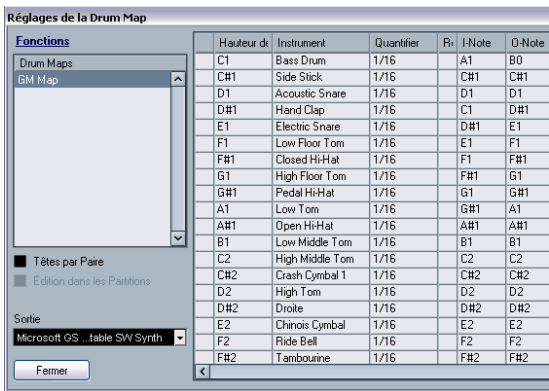 Réglages de la Drum Map
Fonctions
Drum Maps
GM Map
Têtes par Paire
Édition dans les Partitions
Sortie
Microsoft GS ...table SW Synth
Fermer
Hauteur de Instrument Quantifier I-Note O-Note
C1 Bass Drum 1/16 A1 B0
C#1 Side Stick 1/16 C#1 C#1
D1 Acoustic Snare 1/16 D1 D1
D#1 Hand Clap 1/16 C1 D#1
E1 Electric Snare 1/16 D#1 E1
F1 Low Floor Tom 1/16 E1 F1
F#1 Closed Hi-Hat 1/16 F1 F#1
G1 High Floor Tom 1/16 F#1 G1
G#1 Pedal Hi-Hat 1/16 G1 G#1
A1 Low Tom 1/16 G#1 A1
A#1 Open Hi-Hat 1/16 A#1 A#1
B1 Low Middle Tom 1/16 B1 B1
C2 High Middle Tom 1/16 C2 C2
C#2 Crash Cymbal 1 1/16 C#2 C#2
D2 High Tom 1/16 D2 D2
D#2 Droite 1/16 D#2 D#2
E2 Chinois Cymbal 1/16 E2 E2
F2 Ride Bell 1/16 F2 F2
F#2 Tambourine 1/16 F#2 F#2